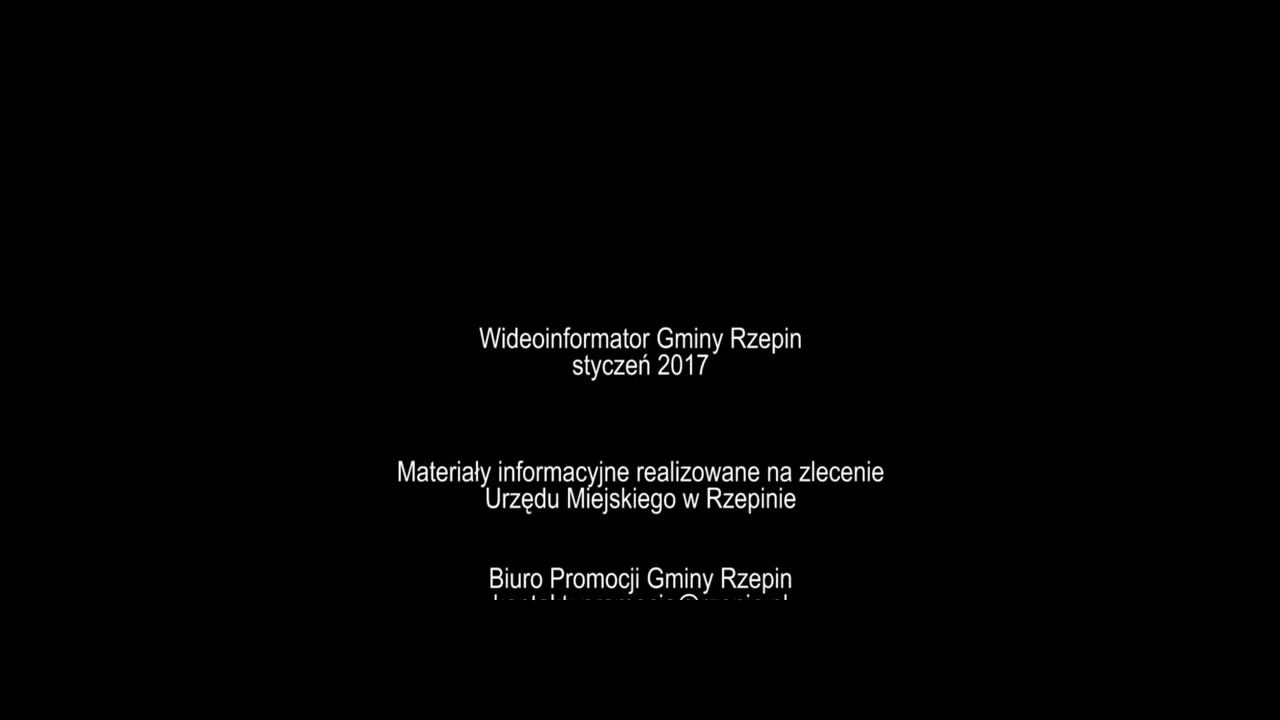 Wideoinformator Gminy Rzepin
styczeń 2017
Materiały informacyjne realizowane na zlecenie
Urzędu Miejskiego w Rzepinie
Biuro Promocji Gminy Rzepin